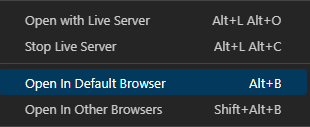 Open with Live Server Alt+L Alt+O
Stop Live Server Alt+L Alt+C
Open In Default Browser Alt+B
Open In Other Browsers Shift+Alt+B